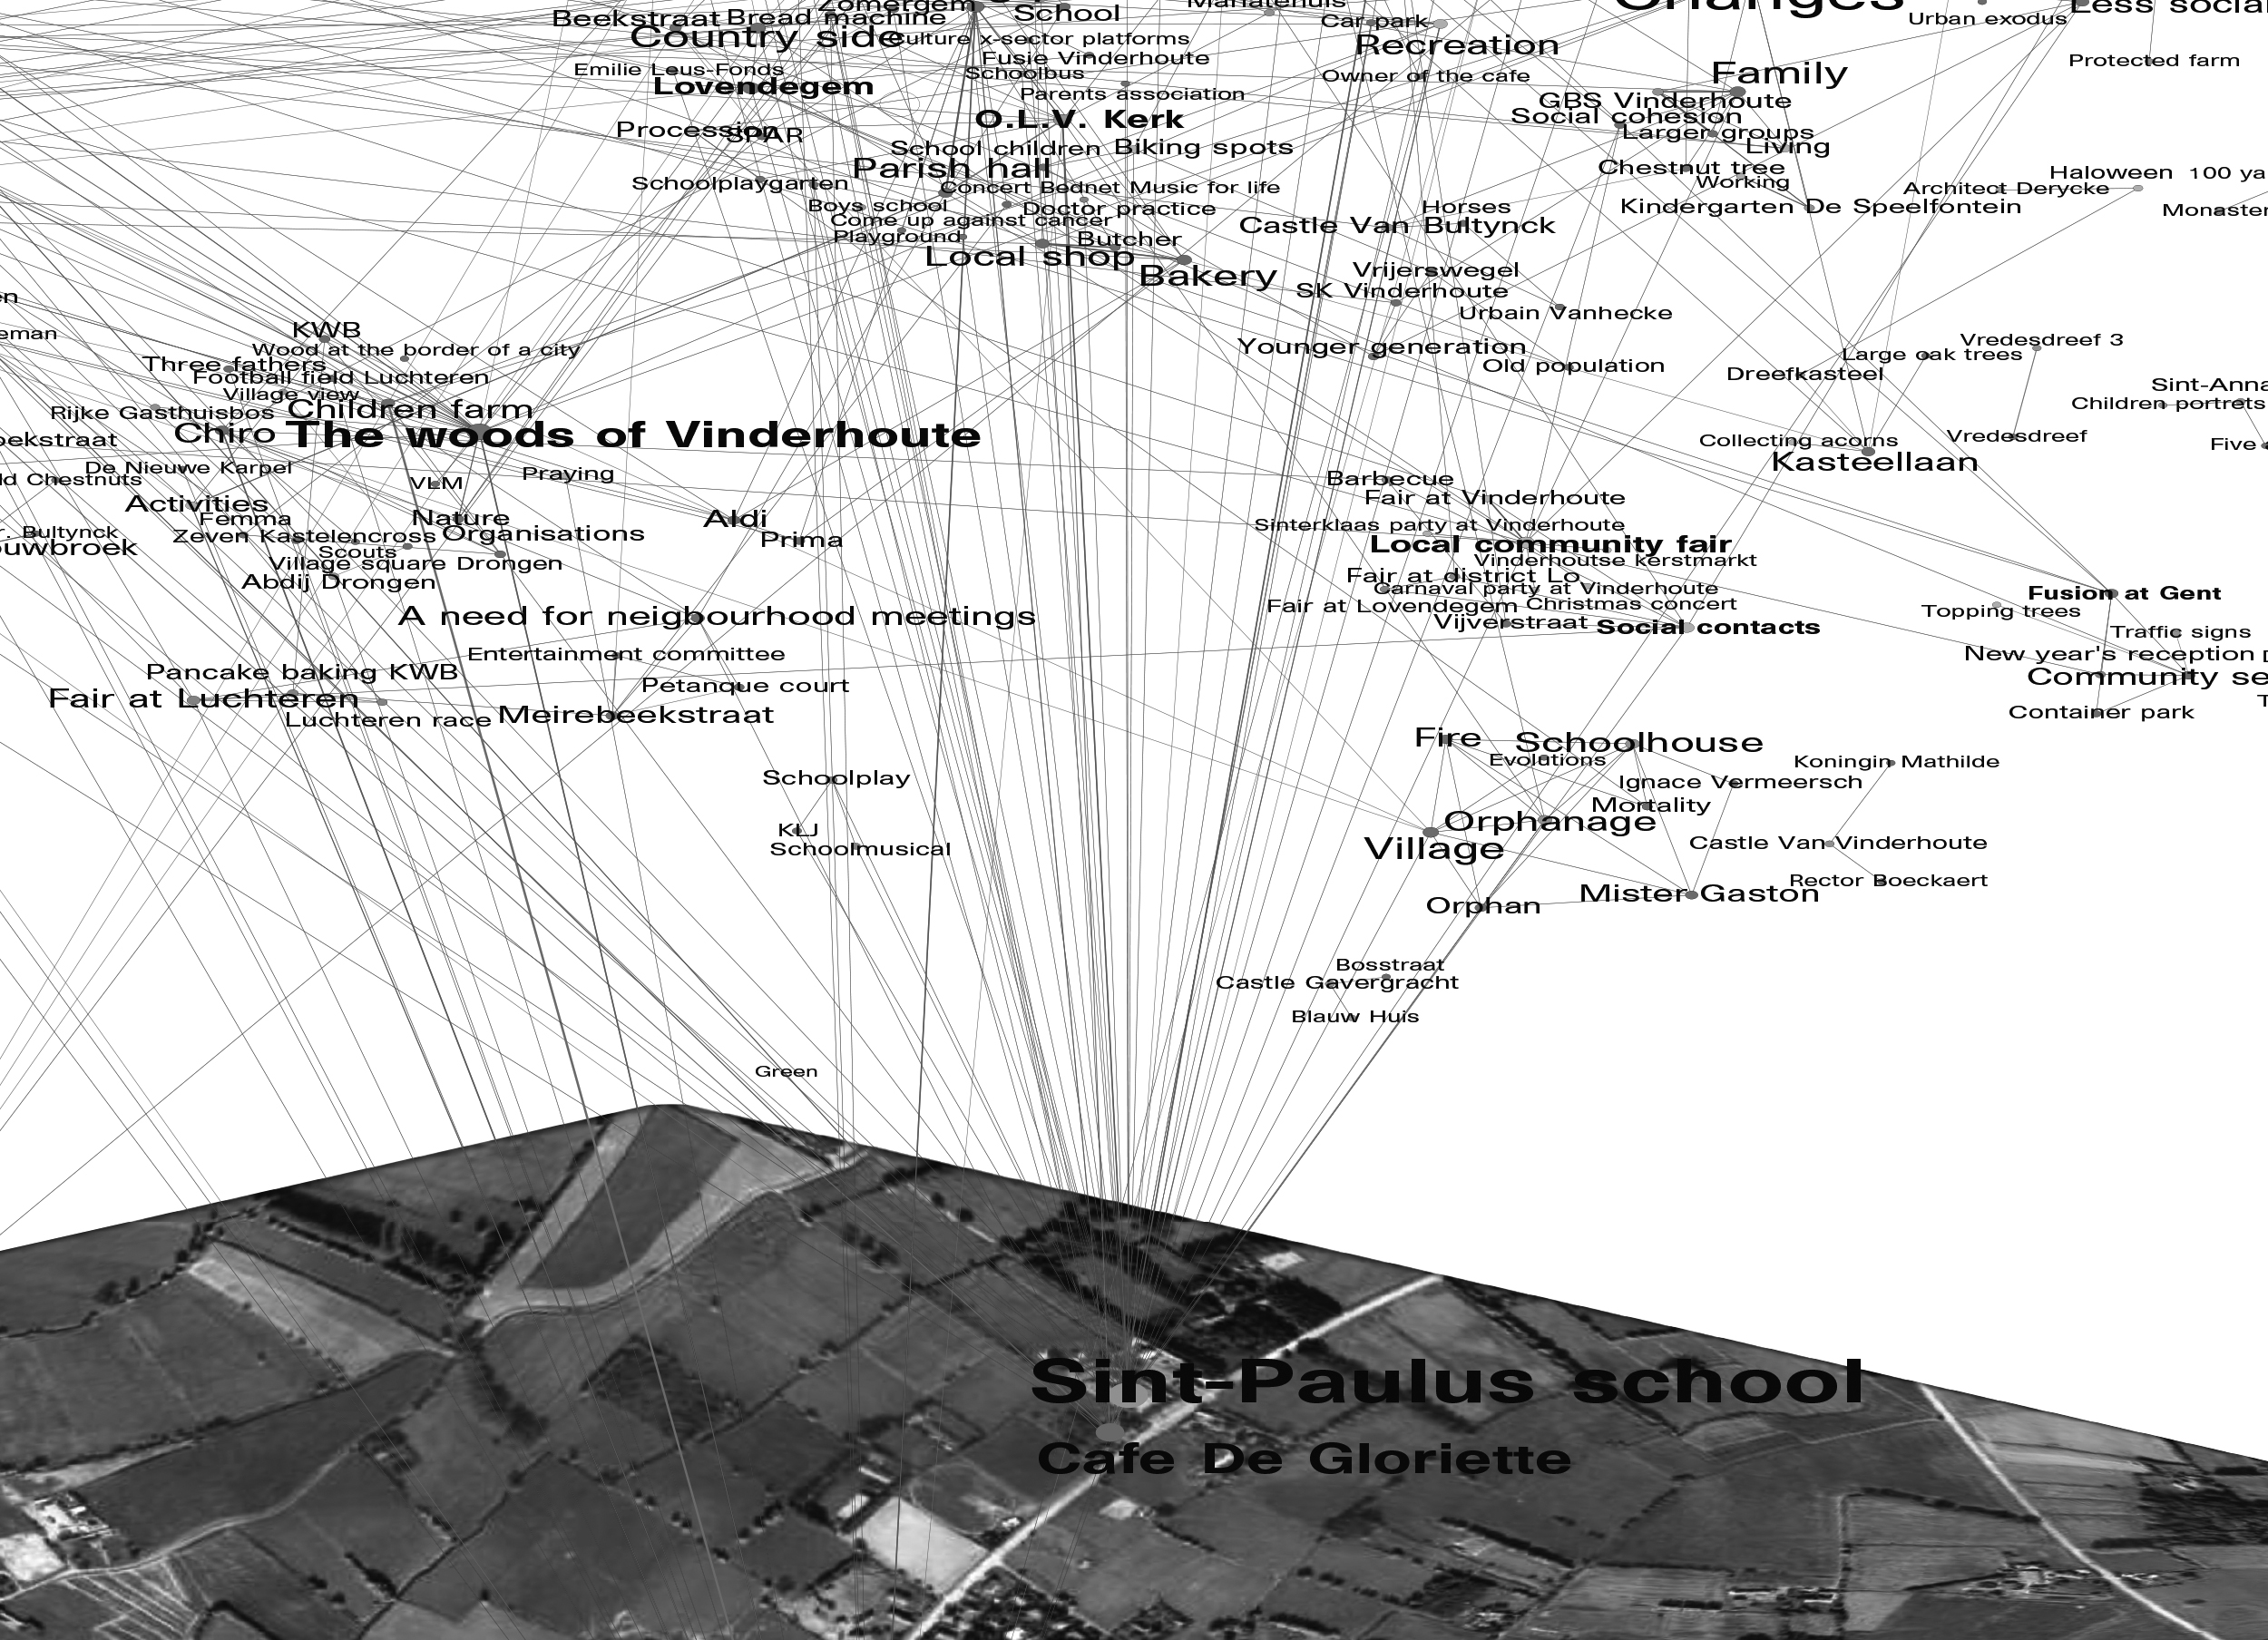 Zomergem
Beekstraat
Bread machine
School
Mariatehuis
Car park
Changes
Urban exodus
Less social
Country side
Culture x-sector platforms
Recreation
Fusie Vinderhoute
Protected farm
Emilie Leus-Fonds
Schoolbus
Owner of the cafe
Family
Lovendegem
Parents association
GBS Vinderhoute
O.L.V. Kerk
Social cohesion
Procession
SPAR
Larger groups
School children
Biking spots
Living
Parish hall
Chestnut tree
Haloween 100 ya
Schoolplaygarten
Concert Bednet Music for life
Working
Architect Derycke
Boys school
Doctor practice
Horses
Kindergarten De Speelfontein
Monaster
Come up against cancer
Castle Van Bultynck
Playground
Butcher
Local shop
Bakery
Vrijerswegel
SK Vinderhoute
en
Urbain Vanhecke
KWB
eman
Vredesdreef 3
Wood at the border of a city
Younger generation
Large oak trees
Three fathers
Old population
Football field Luchteren
Dreefkasteel
Village view
Sint-Anna
Rijke Gasthuisbos
Children farm
Children portrets
Chiro
The woods of Vinderhoute
oekstraat
Collecting acorns
Vredesdreef
Five
De Nieuwe Karpel
Kasteellaan
ld Chestnuts
VLM
Praying
Barbecue
Activities
Fair at Vinderhoute
Femma
Nature
Aldi
Sinterklaas party at Vinderhoute
r. Bultynck
Zeven Kastelencross
Organisations
Prima
ouwbroek
Scouts
Local community fair
Village square Drongen
Vinderhoutse kerstmarkt
Abdij Drongen
Fair at district Lo
Carnaval party at Vinderhoute
Fusion at Gent
A need for neigbourhood meetings
Fair at Lovendegem
Christmas concert
Topping trees
Vijverstraat
Social contacts
Traffic signs
Entertainment committee
New year's reception
Pancake baking KWB
Community se
Petanque court
Fair at Luchteren
Luchteren race
Meirebeekstraat
Container park
Fire
Schoolhouse
Evolutions
Koningin Mathilde
Schoolplay
Ignace Vermeersch
Mortality
KLJ
Orphanage
Schoolmusical
Village
Castle Van Vinderhoute
Rector Boeckaert
Mister Gaston
Orphan
Bosstraat
Castle Gavergracht
Blauw Huis
Green
Sint-Paulus school
Cafe De Gloriette